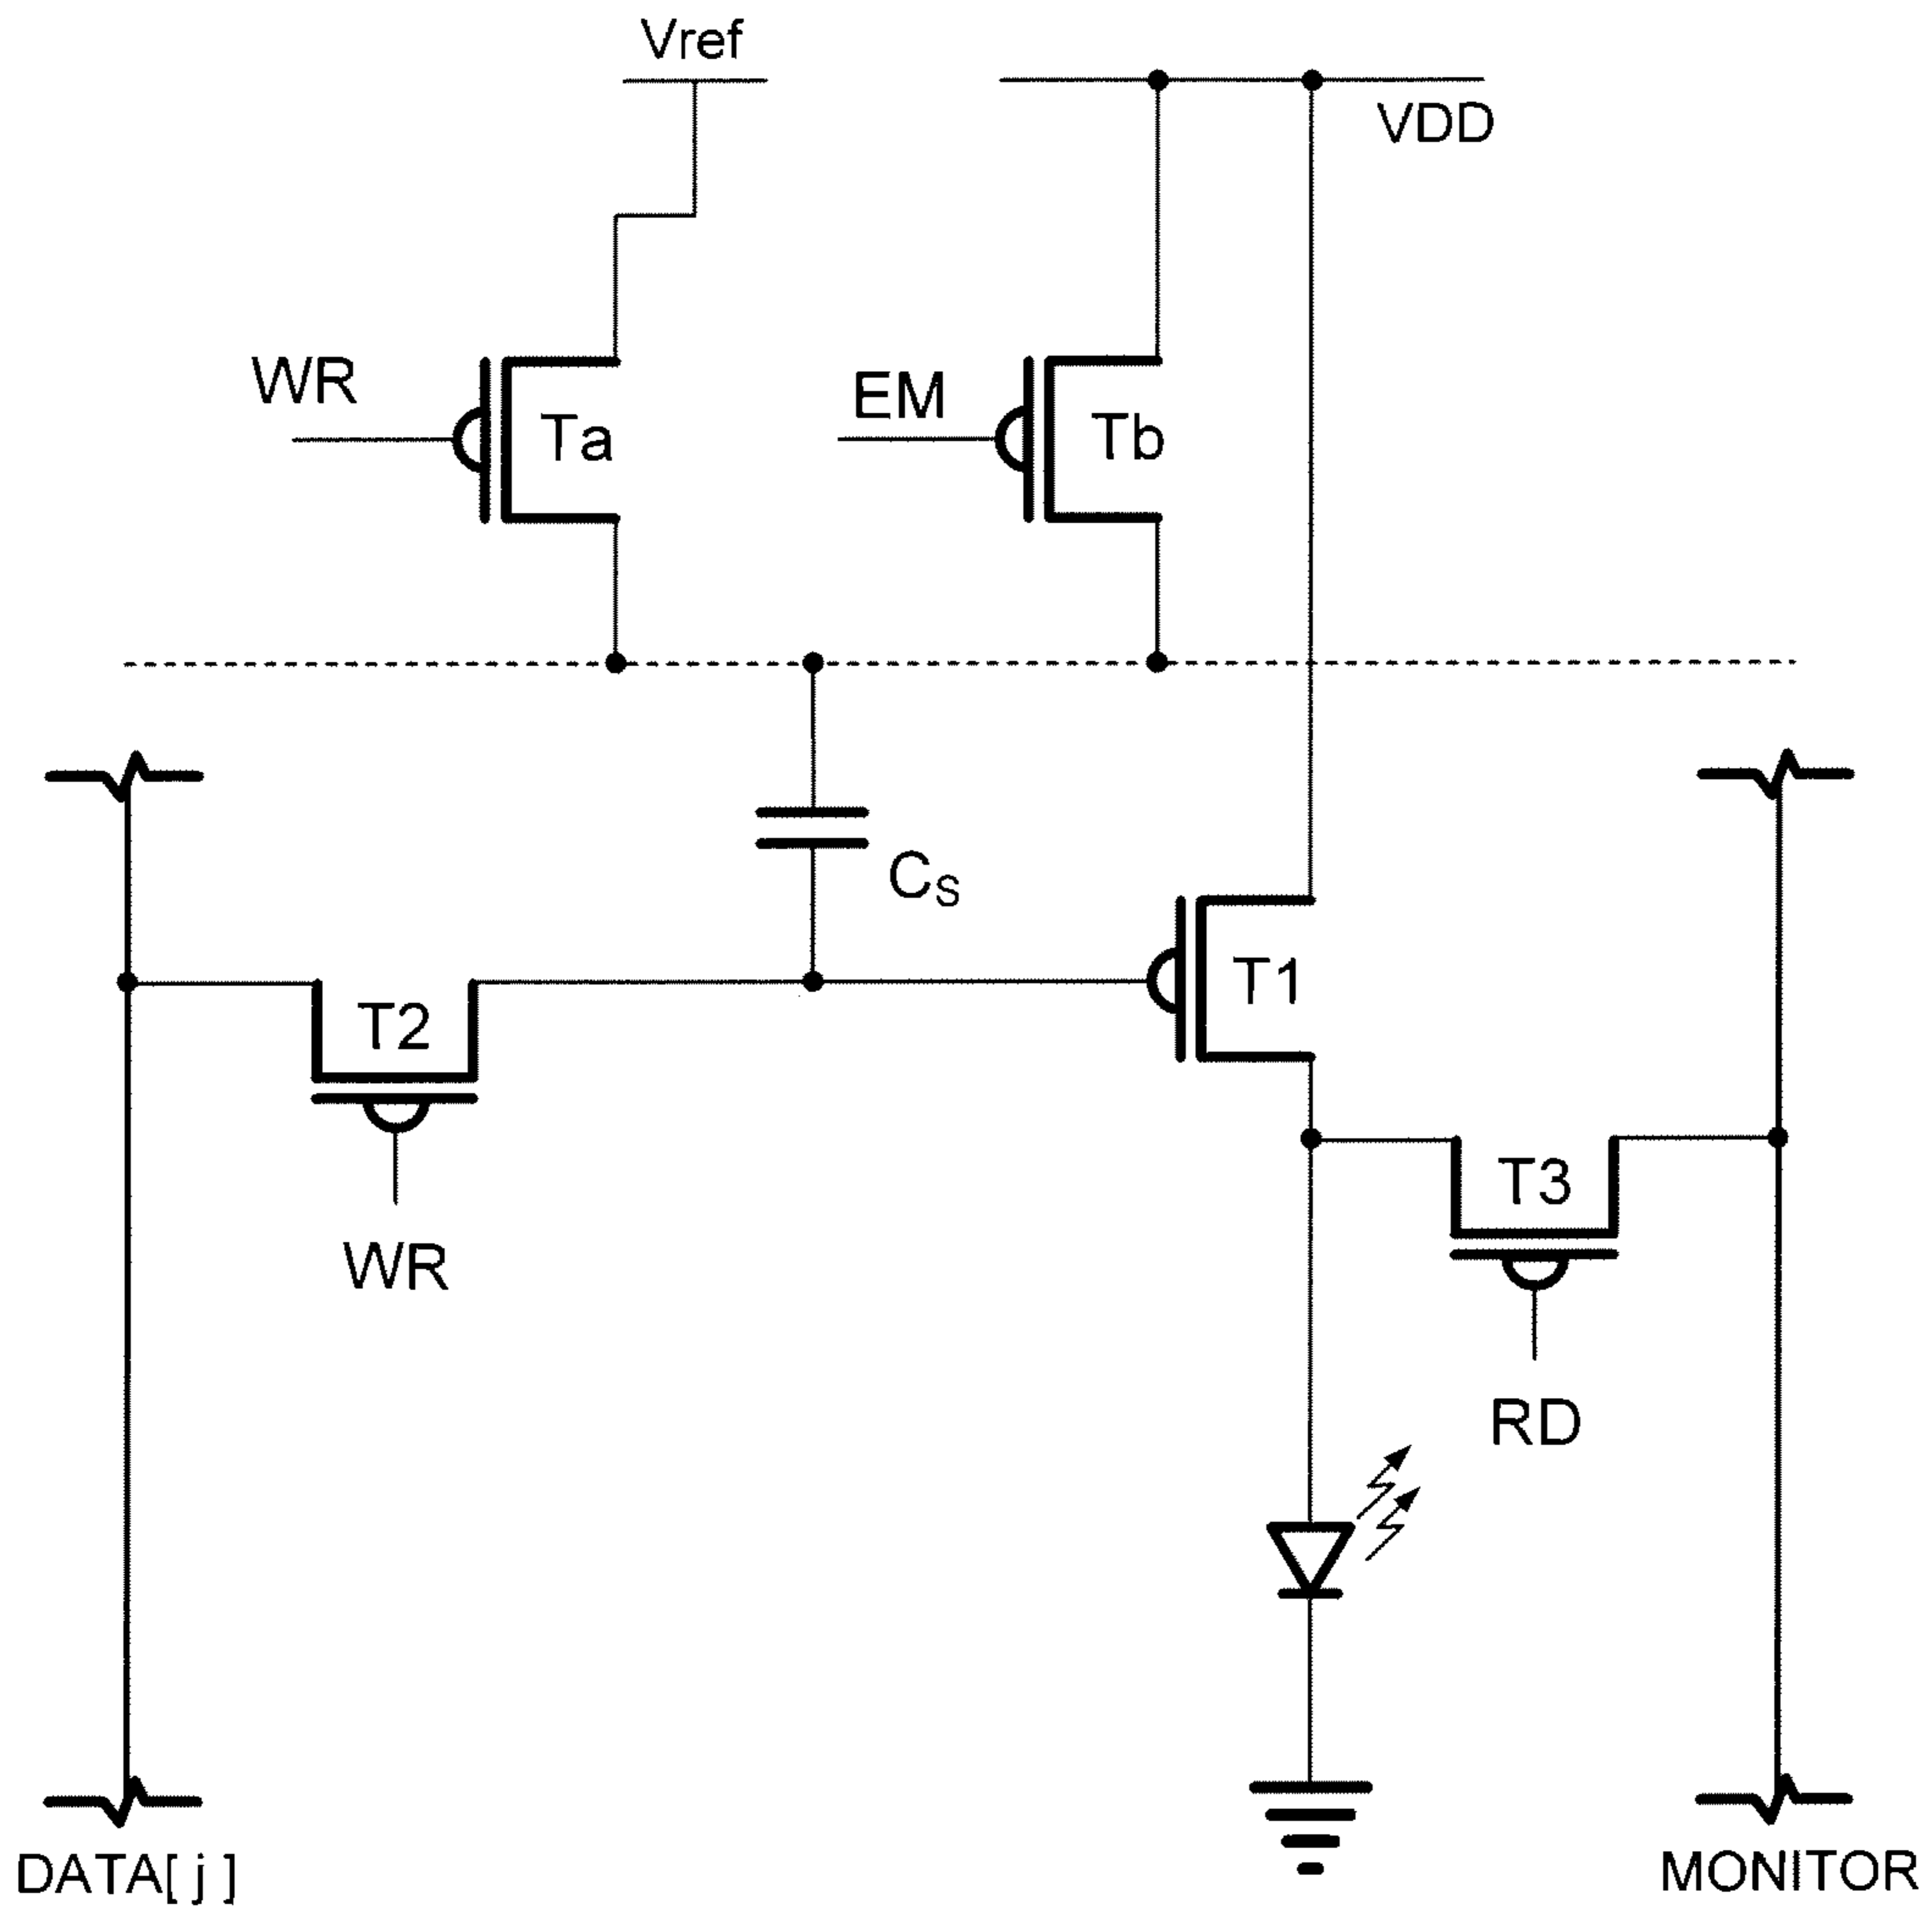 Vref
VDD
WR
Ta
EM
Tb
CS
T1
T2
WR
T3
RD
DATA[ j ]
MONITOR